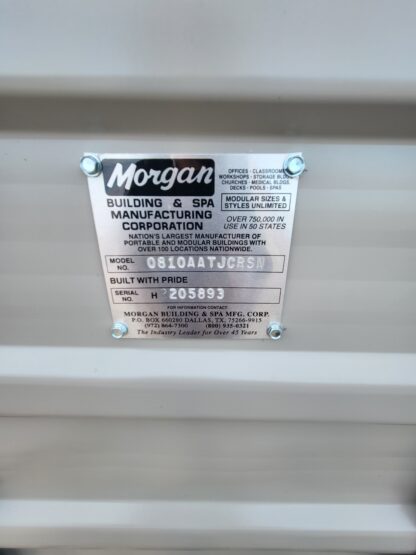 Morgan
BUILDING & SPA
MANUFACTURING
CORPORATION
OFFICES · CLASSROOMS
WORKSHOPS · STORAGE BLDGS.
CHURCHES · MEDICAL BLDGS.
DECKS · POOLS · SPAS
MODULAR SIZES &
STYLES UNLIMITED
OVER 750,000 IN
USE IN 50 STATES
NATION'S LARGEST MANUFACTURER OF
PORTABLE AND MODULAR BUILDINGS WITH
OVER 100 LOCATIONS NATIONWIDE.
MODEL NO. 0810AATJCRSN
BUILT WITH PRIDE
SERIAL NO. H 205893
FOR INFORMATION CONTACT:
MORGAN BUILDING & SPA MFG. CORP.
P.O. BOX 660280 DALLAS, TX. 75266-9915
(972) 864-7300 (800) 935-0321
The Industry Leader for Over 45 Years